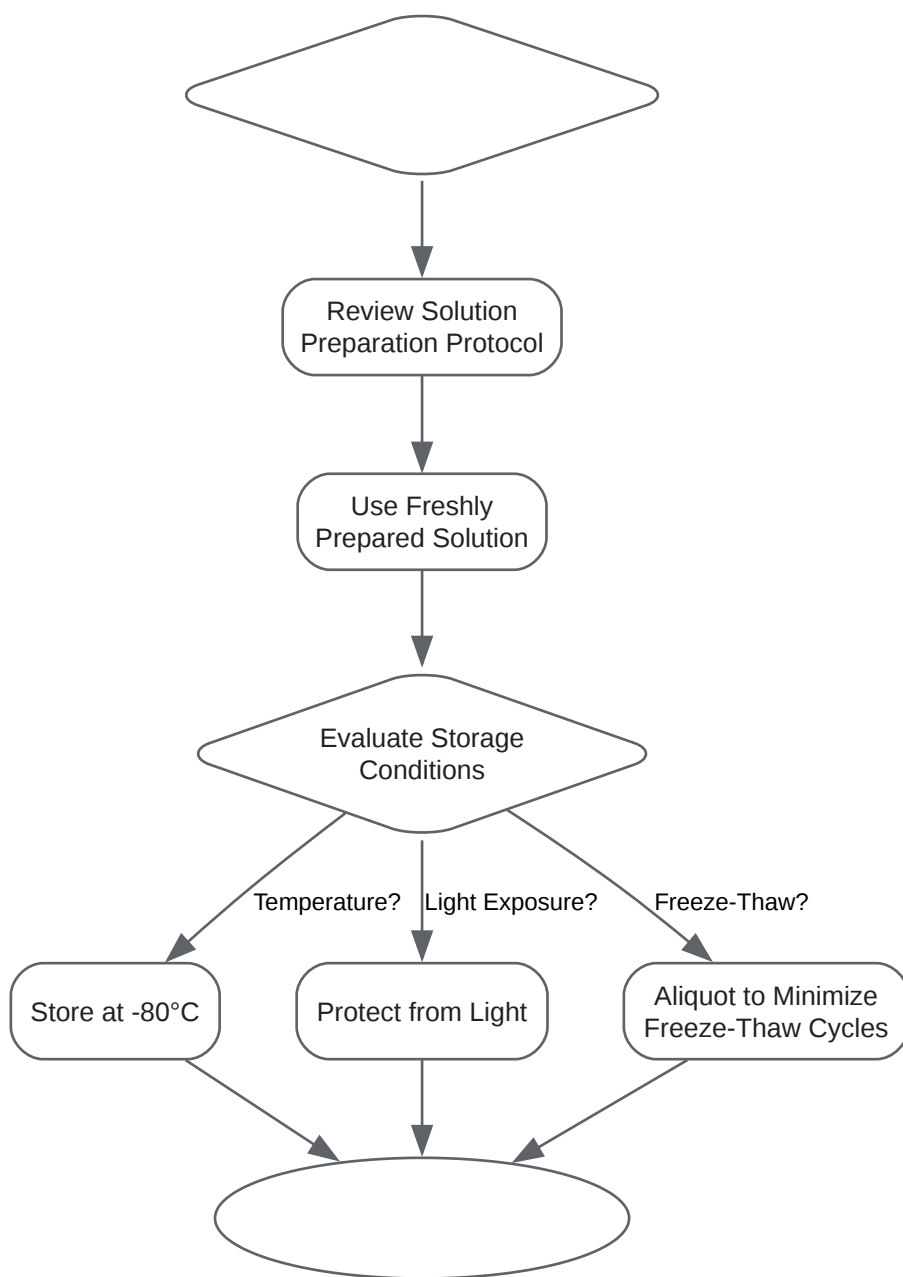 Review Solution
Preparation Protocol
Use Freshly
Prepared Solution
Evaluate Storage
Conditions
Temperature?
Light Exposure?
Freeze-Thaw?
Store at -80°C
Protect from Light
Aliquot to Minimize
Freeze-Thaw Cycles